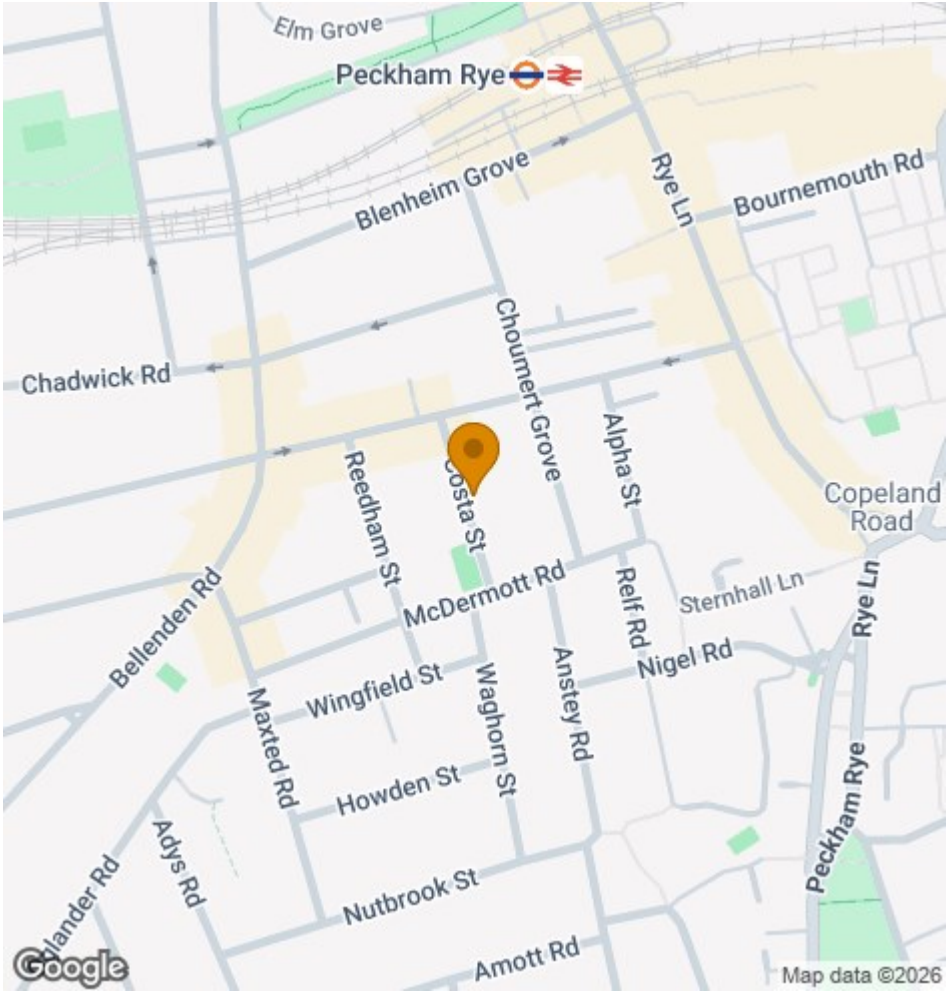 Elm Grove
Peckham Rye
Blenheim Grove
Rye Ln
Bournemouth Rd
Chadwick Rd
Choumert Grove
Alpha St
Reedham St
Costa St
Copeland
Road
Bellenden Rd
McDermott Rd
Relf Rd
Sternhall Ln
Rye Ln
Wingfield St
Waghorn St
Anstey Rd
Nigel Rd
Maxted Rd
Howden St
Peckham Rye
Adys Rd
Nutbrook St
Amott Rd
Google
Map data ©2026